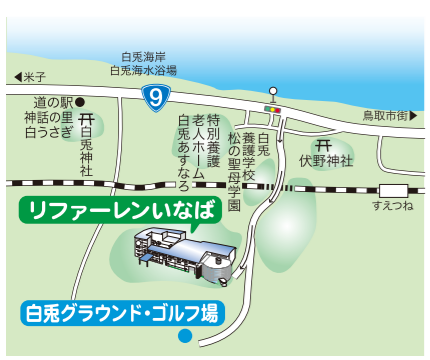 白兎海岸
白兎海水浴場
◀米子
9
鳥取市街▶
道の駅●
神話の里
白うさぎ
白兎神社
特別養護
老人ホーム
白兎あすなろ
白兎
養護学校
松の聖母学園
伏野神社
すえつね
リファーレンいなば
白兎グラウンド・ゴルフ場